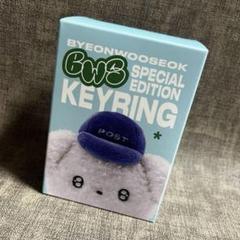 BYEONWOOSEOK
BWS SPECIAL
EDITION
KEYRING
POST